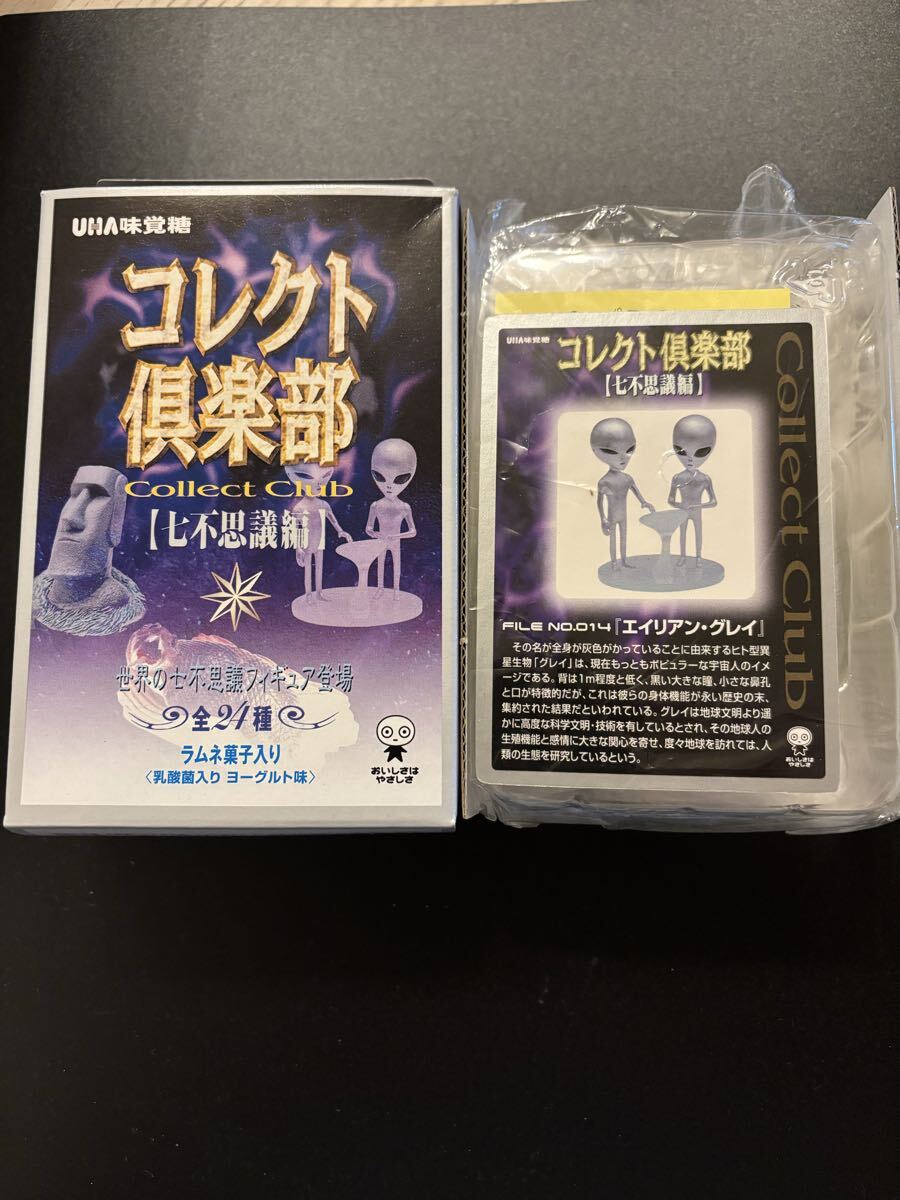 UHA味覚糖
コレクト
倶楽部
Collect Club
【七不思議編】
世界の七不思議フィギュア登場
全24種
ラムネ菓子入り
〈乳酸菌入り ヨーグルト味〉
おいしさは
やさしさ
UHA味覚糖
コレクト倶楽部
【七不思議編】
Collect Club
FILE NO.014『エイリアン・グレイ』
その名が全身が灰色がかっていることに由来するヒト型異
星生物「グレイ」は、現在もっともポピュラーな宇宙人のイメ
ージである。背は1m程度と低く、黒い大きな瞳、小さな鼻孔
と口が特徴的だが、これは彼らの身体機能が永い歴史の末、
集約された結果だといわれている。グレイは地球文明より遥
かに高度な科学文明・技術を有しているとされ、その地球人の
生殖機能と感情に大きな関心を寄せ、度々地球を訪れては、人
類の生態を研究しているという。
おいしさは
やさしさ